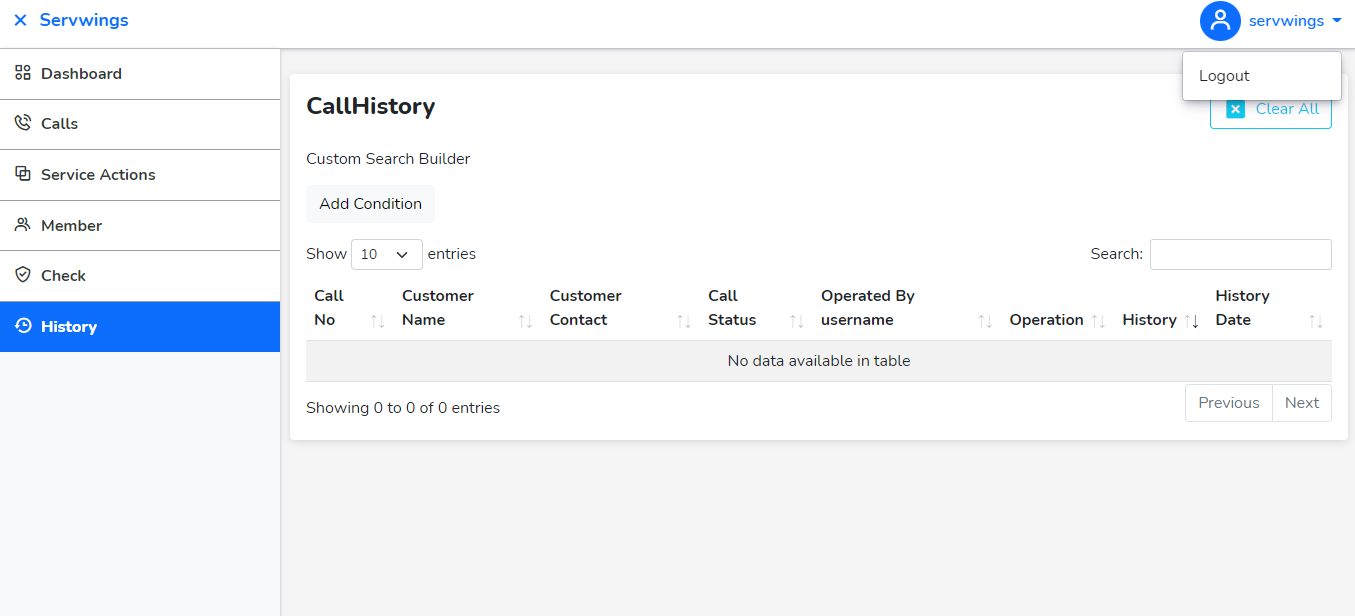 Servwings
servwings
Logout
Dashboard
Calls
Service Actions
Member
Check
History
CallHistory
Clear All
Custom Search Builder
Add Condition
Show 10 entries
Search:
Call No
Customer Name
Customer Contact
Call Status
Operated By username
Operation
History
History Date
No data available in table
Showing 0 to 0 of 0 entries
Previous
Next